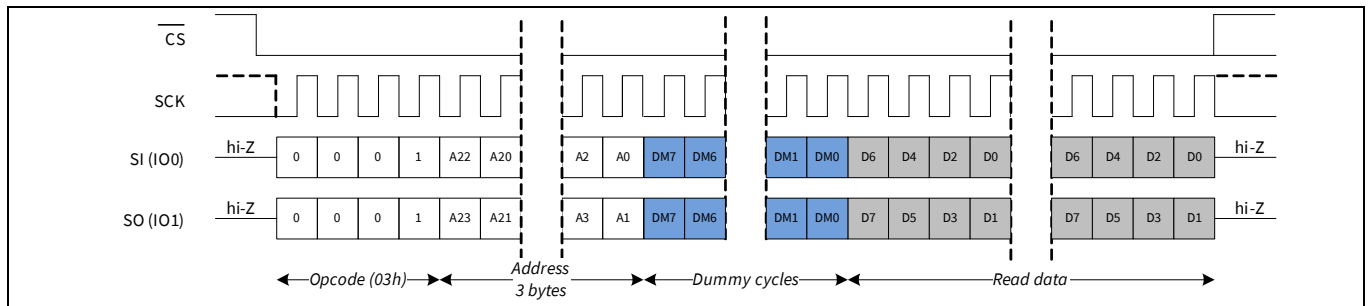 CS
SCK
SI (IO0) hi-Z 0 0 0 1 A22 A20 A2 A0 DM7 DM6 DM1 DM0 D6 D4 D2 D0 D6 D4 D2 D0 hi-Z
SO (IO1) hi-Z 0 0 0 1 A23 A21 A3 A1 DM7 DM6 DM1 DM0 D7 D5 D3 D1 D7 D5 D3 D1 hi-Z
Opcode (03h) Address Dummy cycles Read data
3 bytes